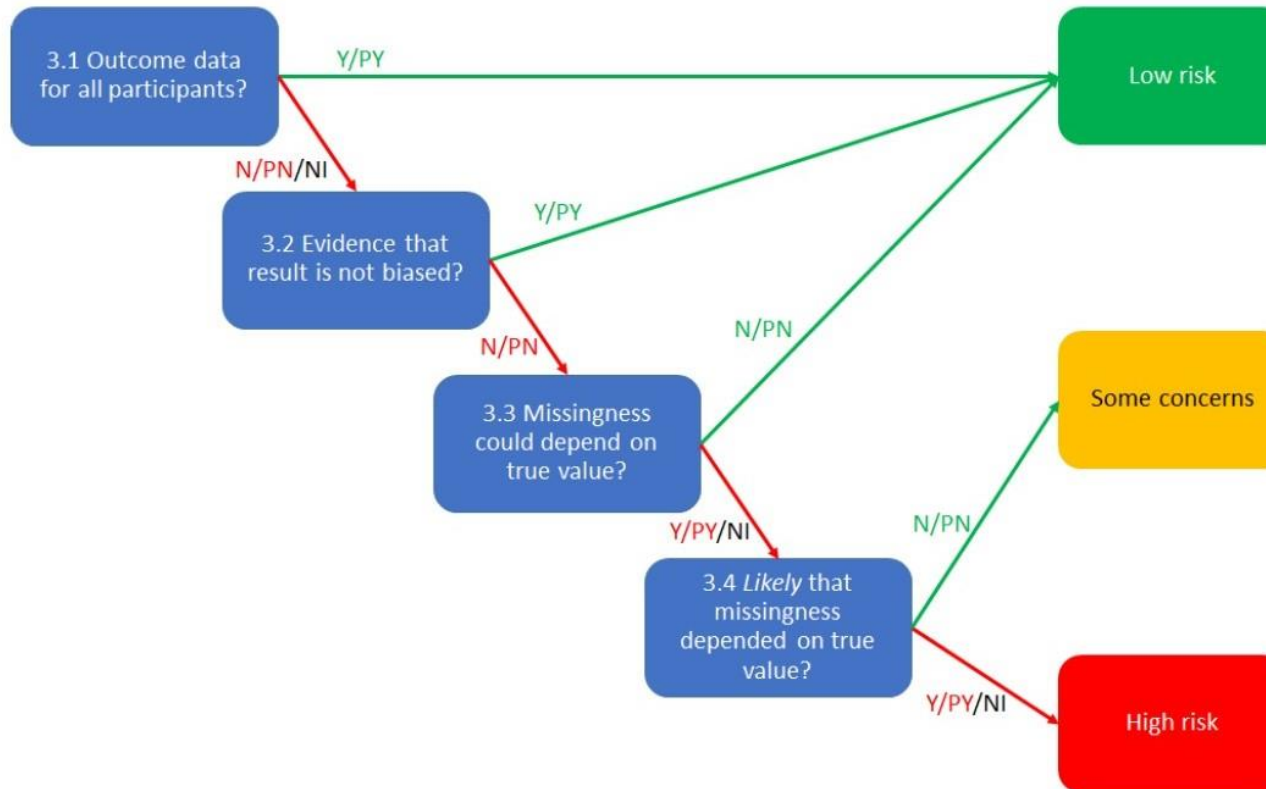 3.1 Outcome data
for all participants?
Y/PY
Low risk
N/PN/NI
3.2 Evidence that
result is not biased?
Y/PY
N/PN
3.3 Missingness
could depend on
true value?
N/PN
Some concerns
Y/PY/NI
3.4 Likely that
missingness
depended on true
value?
N/PN
Y/PY/NI
High risk